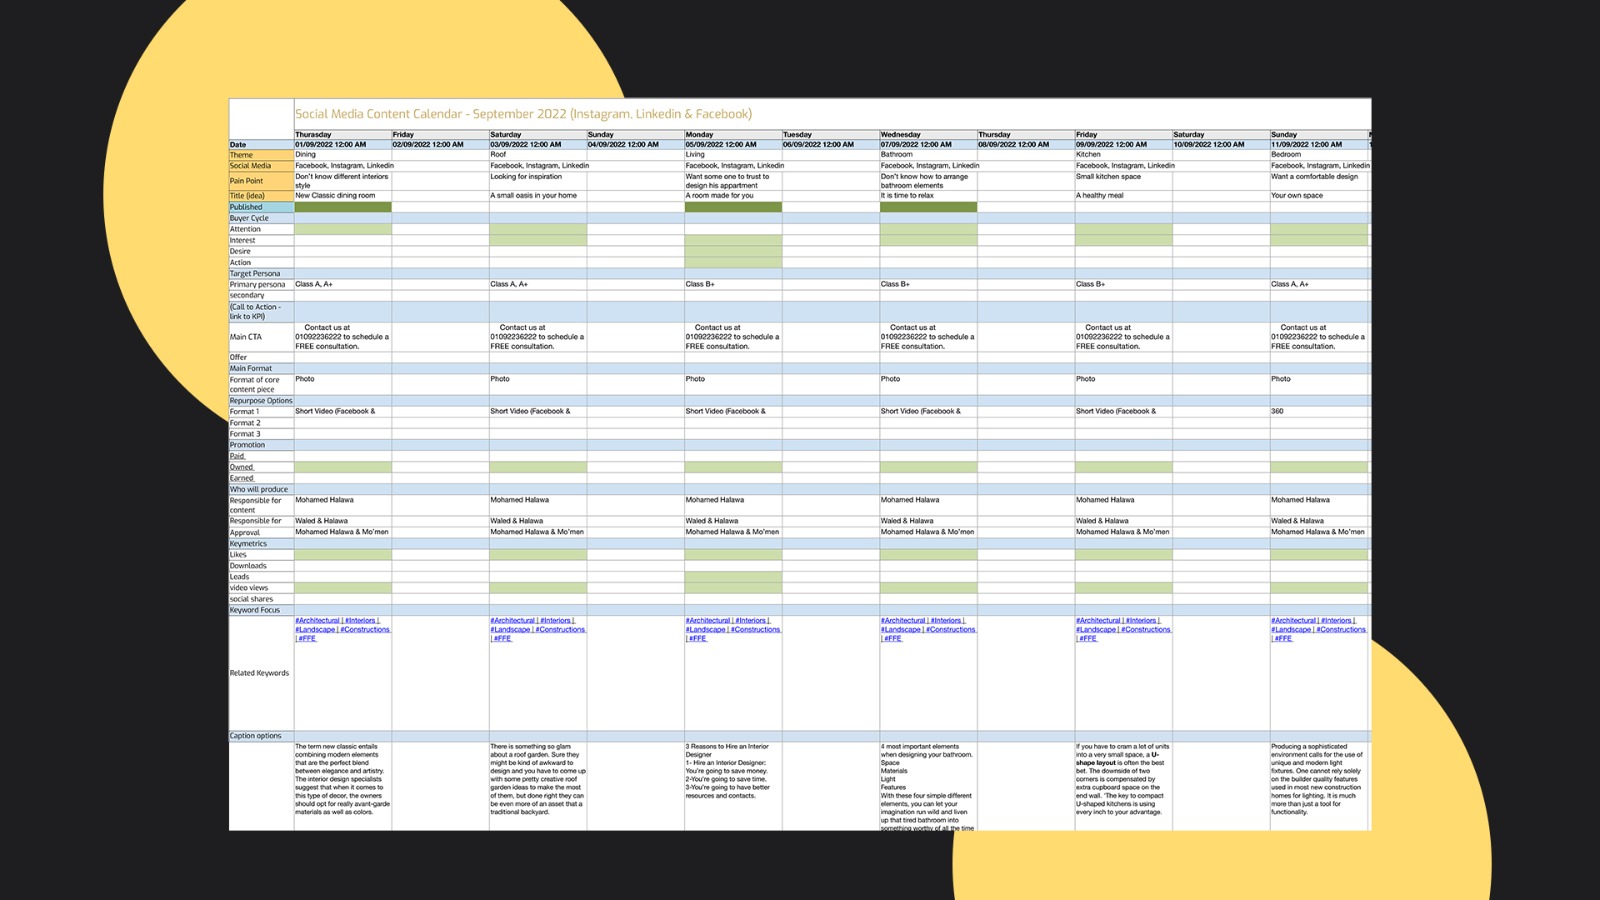 Social Media Content Calendar - September 2022 (Instagram, Linkedin & Facebook)
Thurasday Friday Saturday Sunday Monday Tuesday Wednesday Thursday Friday Saturday Sunday
Date 01/09/2022 12:00 AM 02/09/2022 12:00 AM 03/09/2022 12:00 AM 04/09/2022 12:00 AM 05/09/2022 12:00 AM 06/09/2022 12:00 AM 07/09/2022 12:00 AM 08/09/2022 12:00 AM 09/09/2022 12:00 AM 10/09/2022 12:00 AM 11/09/2022 12:00 AM
Theme Dining Roof Living Bathroom Kitchen Bedroom
Social Media Facebook, Instagram, Linkedin Facebook, Instagram, Linkedin Facebook, Instagram, Linkedin Facebook, Instagram, Linkedin Facebook, Instagram, Linkedin Facebook, Instagram, Linkedin
Pain Point
Don't know different interiors
style
Looking for inspiration
Want some one to trust to
design his appartment
Don't know how to arrange
bathroom elements
Small kitchen space
Want a comfortable design
Title (idea) New Classic dining room A small oasis in your home A room made for you It is time to relax A healthy meal Your own space
Published
Buyer Cycle
Attention
Interest
Desire
Action
Target Persona
Primary persona Class A, A+ Class A, A+ Class B+ Class B+ Class B+ Class A, A+
secondary
(Call to Action -
link to KPI)
Main CTA
Contact us at
01092236222 to schedule a
FREE consultation.
Contact us at
01092236222 to schedule a
FREE consultation.
Contact us at
01092236222 to schedule a
FREE consultation.
Contact us at
01092236222 to schedule a
FREE consultation.
Contact us at
01092236222 to schedule a
FREE consultation.
Contact us at
01092236222 to schedule a
FREE consultation.
Offer
Main Format
Format of core
content piece
Photo Photo Photo Photo Photo Photo
Repurpose Options
Format 1 Short Video (Facebook & Short Video (Facebook & Short Video (Facebook & Short Video (Facebook & Short Video (Facebook & 360
Format 2
Format 3
Promotion
Paid
Owned
Earned
Who will produce
Responsible for
content
Mohamed Halawa Mohamed Halawa Mohamed Halawa Mohamed Halawa Mohamed Halawa Mohamed Halawa
Responsible for Waled & Halawa Waled & Halawa Waled & Halawa Waled & Halawa Waled & Halawa Waled & Halawa
Approval Mohamed Halawa & Mo'men Mohamed Halawa & Mo'men Mohamed Halawa & Mo'men Mohamed Halawa & Mo'men Mohamed Halawa & Mo'men Mohamed Halawa & Mo'men
Keymetrics
Likes
Downloads
Leads
video views
social shares
Keyword Focus
Related Keywords
#Architectural | #Interiors |
#Landscape | #Constructions
| #FFE
#Architectural | #Interiors |
#Landscape | #Constructions
| #FFE
#Architectural | #Interiors |
#Landscape | #Constructions
| #FFE
#Architectural | #Interiors |
#Landscape | #Constructions
| #FFE
#Architectural | #Interiors |
#Landscape | #Constructions
| #FFE
#Architectural | #Interiors |
#Landscape | #Constructions
| #FFE
Caption options
The term new classic entails
combining modern elements
that are the perfect blend
between elegance and artistry.
The interior design specialists
suggest that when it comes to
this type of decor, the owners
should opt for really avant-garde
materials as well as colors.
There is something so glam
about a roof garden. Sure they
might be kind of awkward to
design and you have to come up
with some pretty creative roof
garden ideas to make the most
of them, but done right they can
be even more of an asset that a
traditional backyard.
3 Reasons to Hire an Interior
Designer
1- Hire an Interior Designer:
You're going to save money.
2-You're going to save time.
3-You're going to have better
resources and contacts.
4 most important elements
when designing your bathroom.
Space
Materials
Light
Features
With these four simple different
elements, you can let your
imagination run wild and liven
up that tired bathroom into
something worthy of all the time
If you have to cram a lot of units
into a very small space, a U-
shape layout is often the best
bet. The downside of two
corners is compensated by
extra cupboard space on the
end wall. 'The key to compact
U-shaped kitchens is using
every inch to your advantage.
Producing a sophisticated
environment calls for the use of
unique and modern light
fixtures. One cannot rely solely
on the builder quality features
used in most new construction
homes for lighting. It is much
more than just a tool for
functionality.